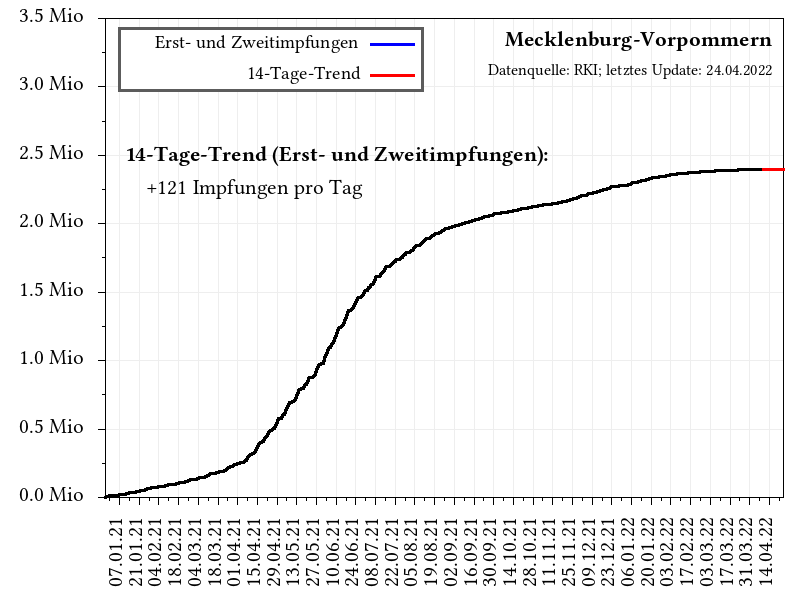 3.5 Mio
3.0 Mio
2.5 Mio
2.0 Mio
1.5 Mio
1.0 Mio
0.5 Mio
0.0 Mio
Erst- und Zweitimpfungen
14-Tage-Trend
Mecklenburg-Vorpommern
Datenquelle: RKI; letztes Update: 24.04.2022
14-Tage-Trend (Erst- und Zweitimpfungen):
+121 Impfungen pro Tag
07.01.21
21.01.21
04.02.21
18.02.21
04.03.21
18.03.21
01.04.21
15.04.21
29.04.21
13.05.21
27.05.21
10.06.21
24.06.21
08.07.21
22.07.21
05.08.21
19.08.21
02.09.21
16.09.21
30.09.21
14.10.21
28.10.21
11.11.21
25.11.21
09.12.21
23.12.21
06.01.22
20.01.22
03.02.22
17.02.22
03.03.22
17.03.22
31.03.22
14.04.22